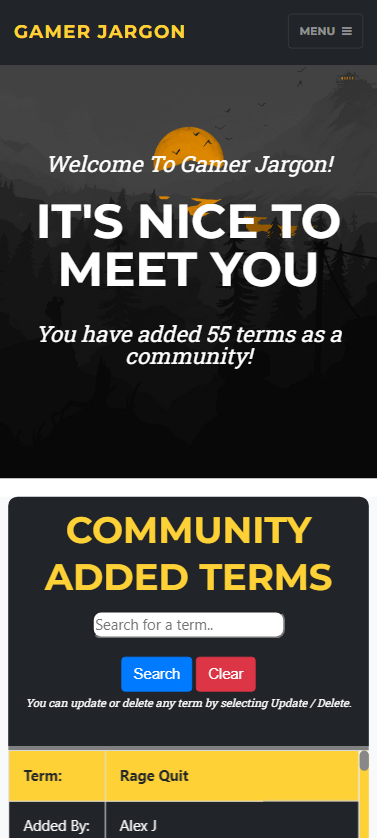 GAMER JARGON
MENU
Welcome To Gamer Jargon!
IT'S NICE TO
MEET YOU
You have added 55 terms as a
community!
COMMUNITY
ADDED TERMS
Search for a term..
Search Clear
You can update or delete any term by selecting Update / Delete.
Term: Rage Quit
Added By: Alex J